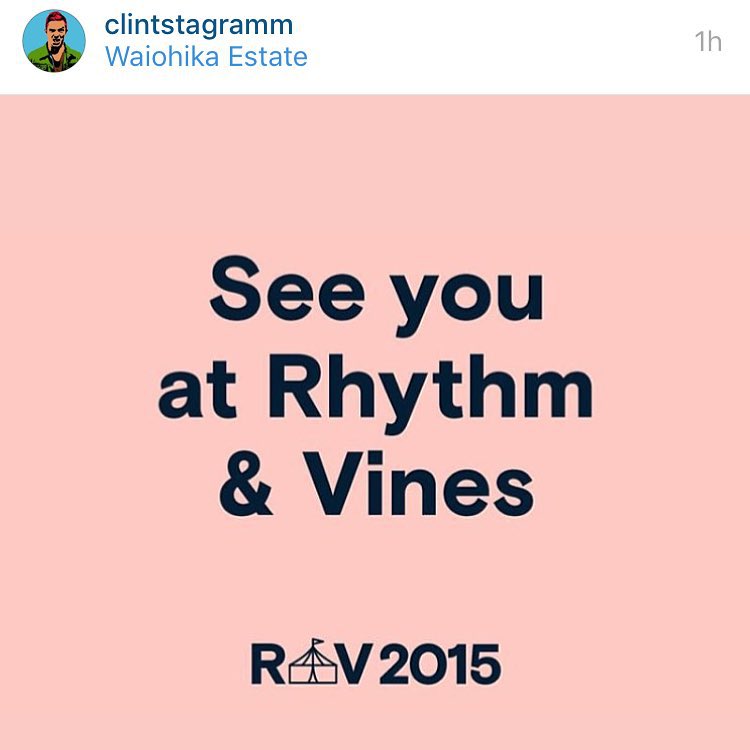 clintstagramm
Waiohika Estate
1h
See you
at Rhythm
& Vines
R V 2015